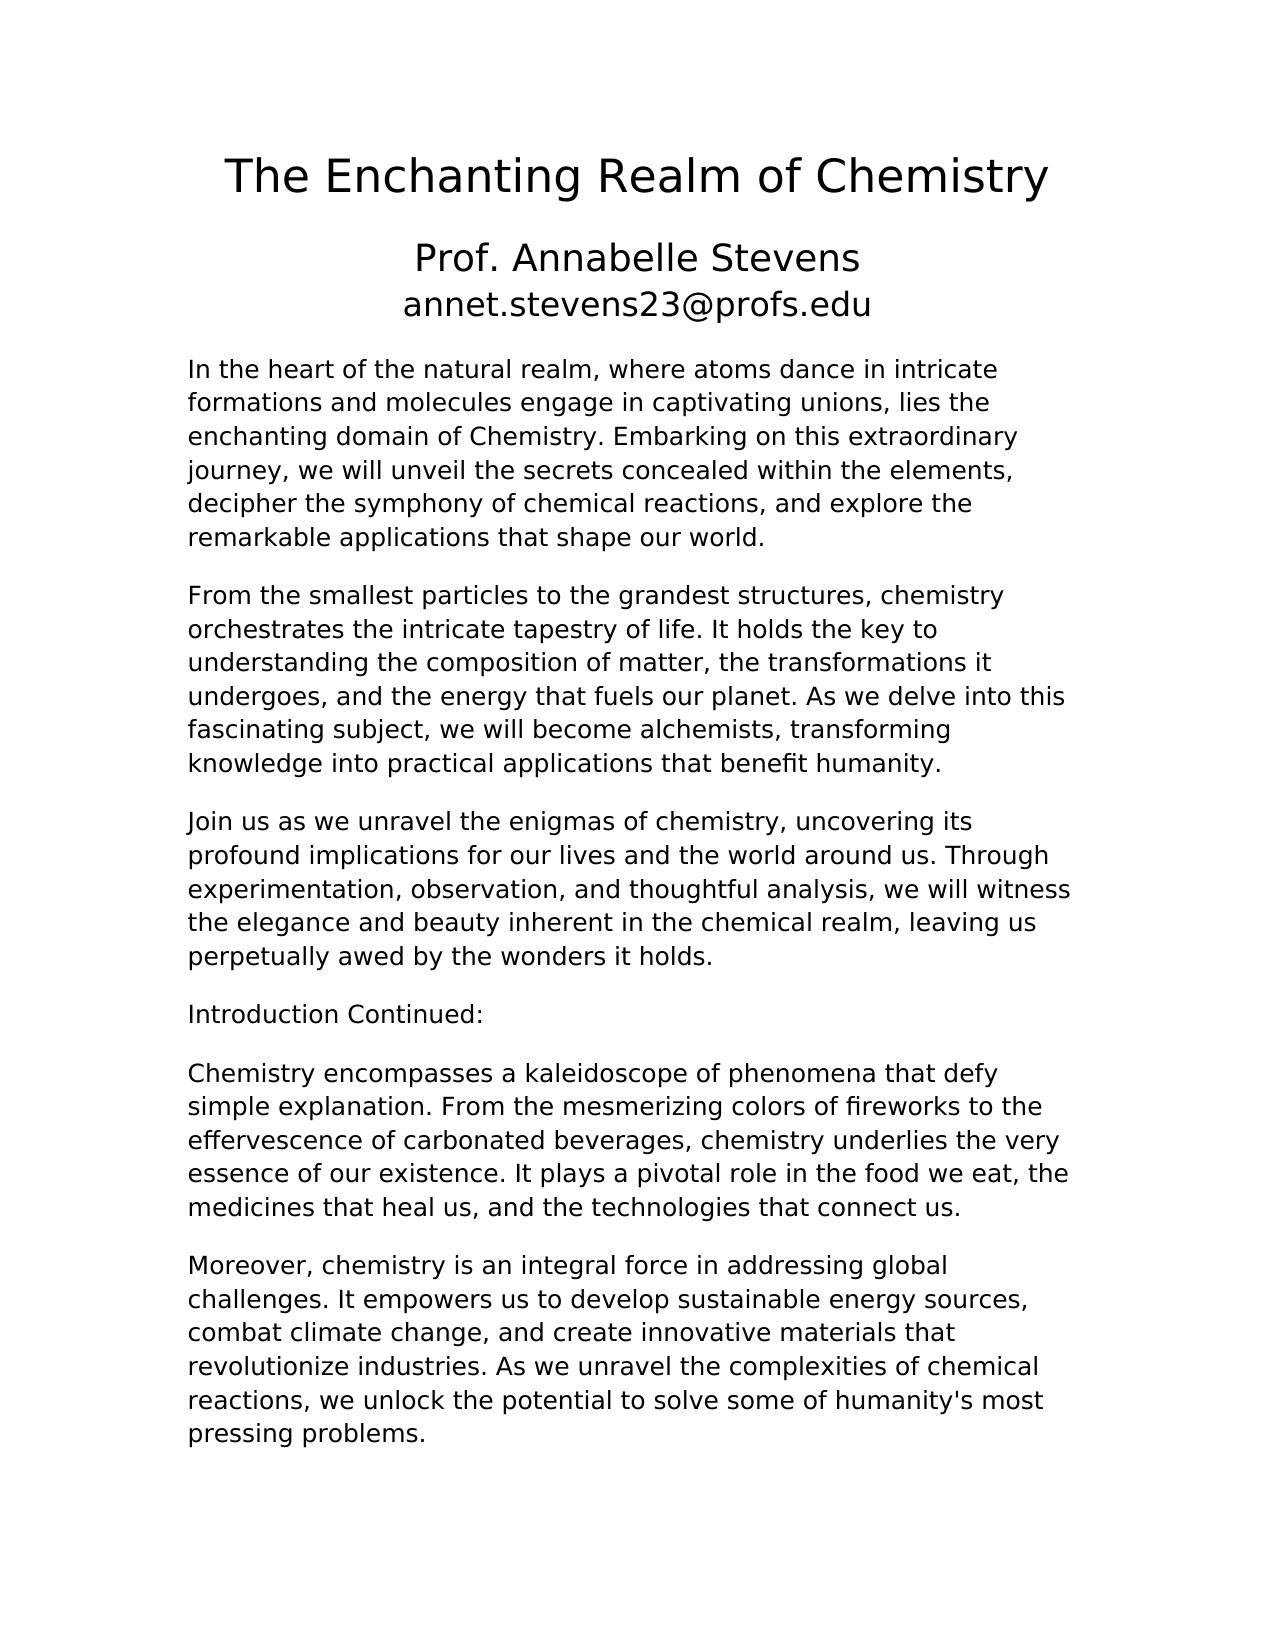 The Enchanting Realm of Chemistry
Prof. Annabelle Stevens
annet.stevens23@profs.edu
In the heart of the natural realm, where atoms dance in intricate
formations and molecules engage in captivating unions, lies the
enchanting domain of Chemistry. Embarking on this extraordinary
journey, we will unveil the secrets concealed within the elements,
decipher the symphony of chemical reactions, and explore the
remarkable applications that shape our world.
From the smallest particles to the grandest structures, chemistry
orchestrates the intricate tapestry of life. It holds the key to
understanding the composition of matter, the transformations it
undergoes, and the energy that fuels our planet. As we delve into this
fascinating subject, we will become alchemists, transforming
knowledge into practical applications that benefit humanity.
Join us as we unravel the enigmas of chemistry, uncovering its
profound implications for our lives and the world around us. Through
experimentation, observation, and thoughtful analysis, we will witness
the elegance and beauty inherent in the chemical realm, leaving us
perpetually awed by the wonders it holds.
Introduction Continued:
Chemistry encompasses a kaleidoscope of phenomena that defy
simple explanation. From the mesmerizing colors of fireworks to the
effervescence of carbonated beverages, chemistry underlies the very
essence of our existence. It plays a pivotal role in the food we eat, the
medicines that heal us, and the technologies that connect us.
Moreover, chemistry is an integral force in addressing global
challenges. It empowers us to develop sustainable energy sources,
combat climate change, and create innovative materials that
revolutionize industries. As we unravel the complexities of chemical
reactions, we unlock the potential to solve some of humanity's most
pressing problems.